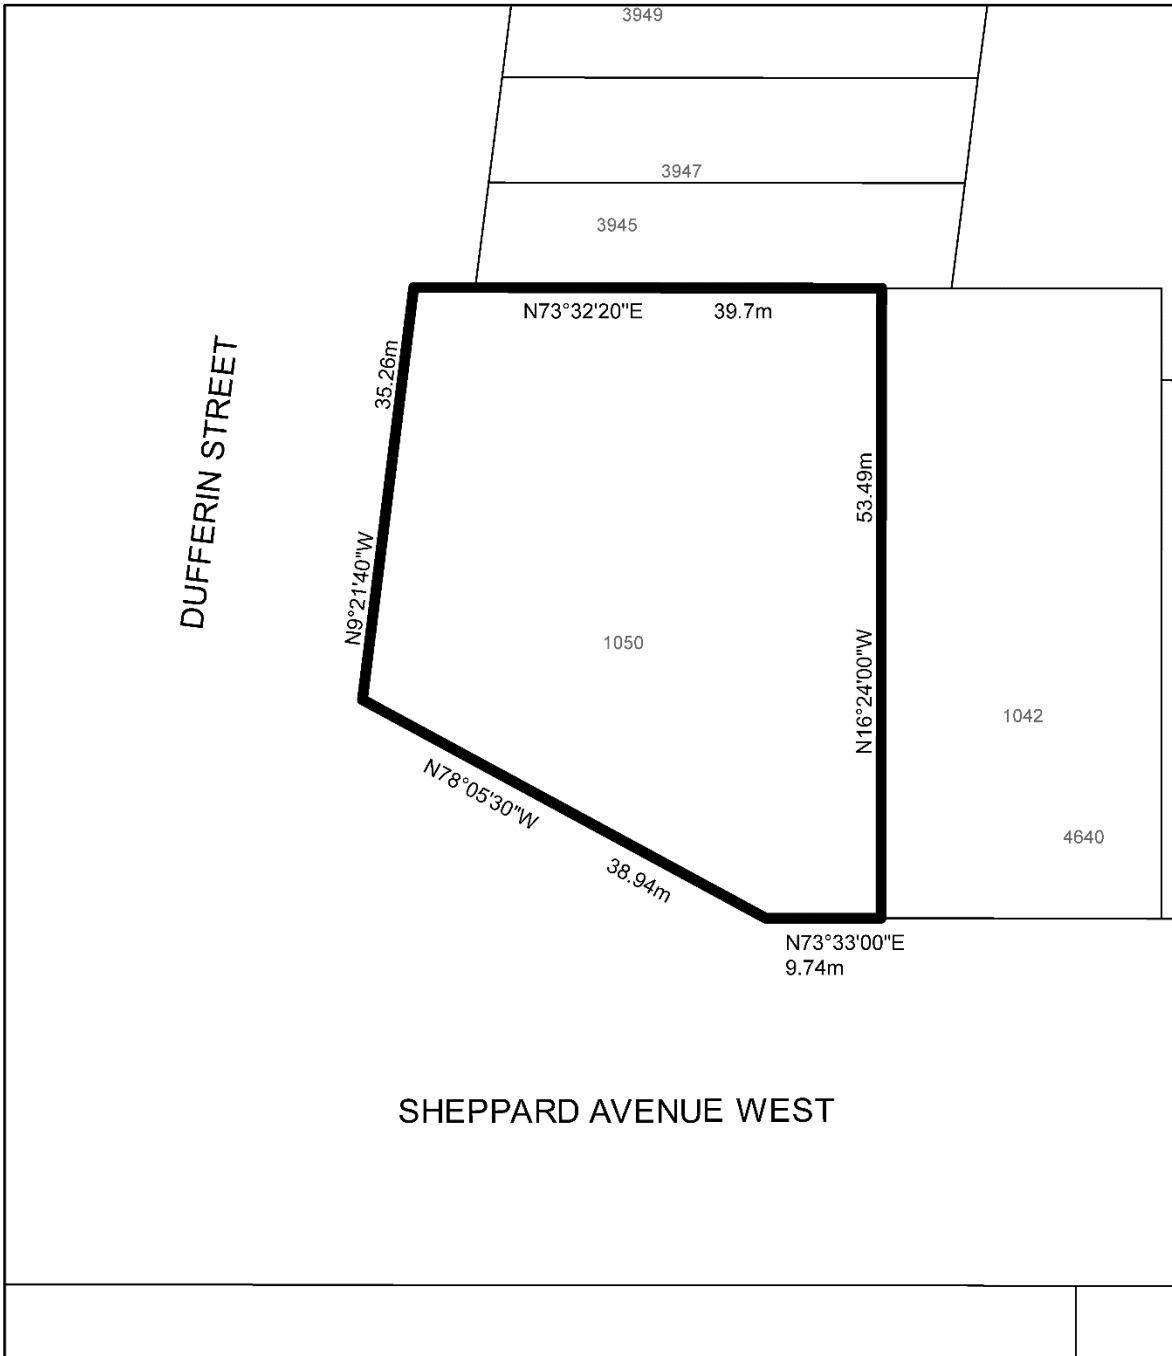 3949
3947
3945
N73°32'20"E 39.7m
35.26m
DUFFERIN STREET
53.49m
N9°21'40"W
1050
N16°24'00"W
1042
N78°05'30"W
4640
38.94m
N73°33'00"E
9.74m
SHEPPARD AVENUE WEST